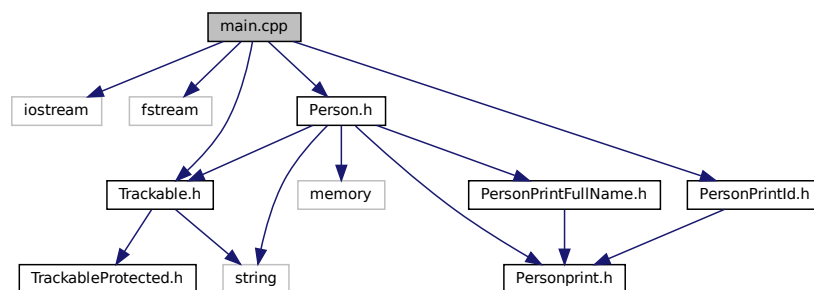 main.cpp
iostream
fstream
Person.h
Trackable.h
memory
PersonPrintFullName.h
PersonPrintId.h
TrackableProtected.h
string
Personprint.h